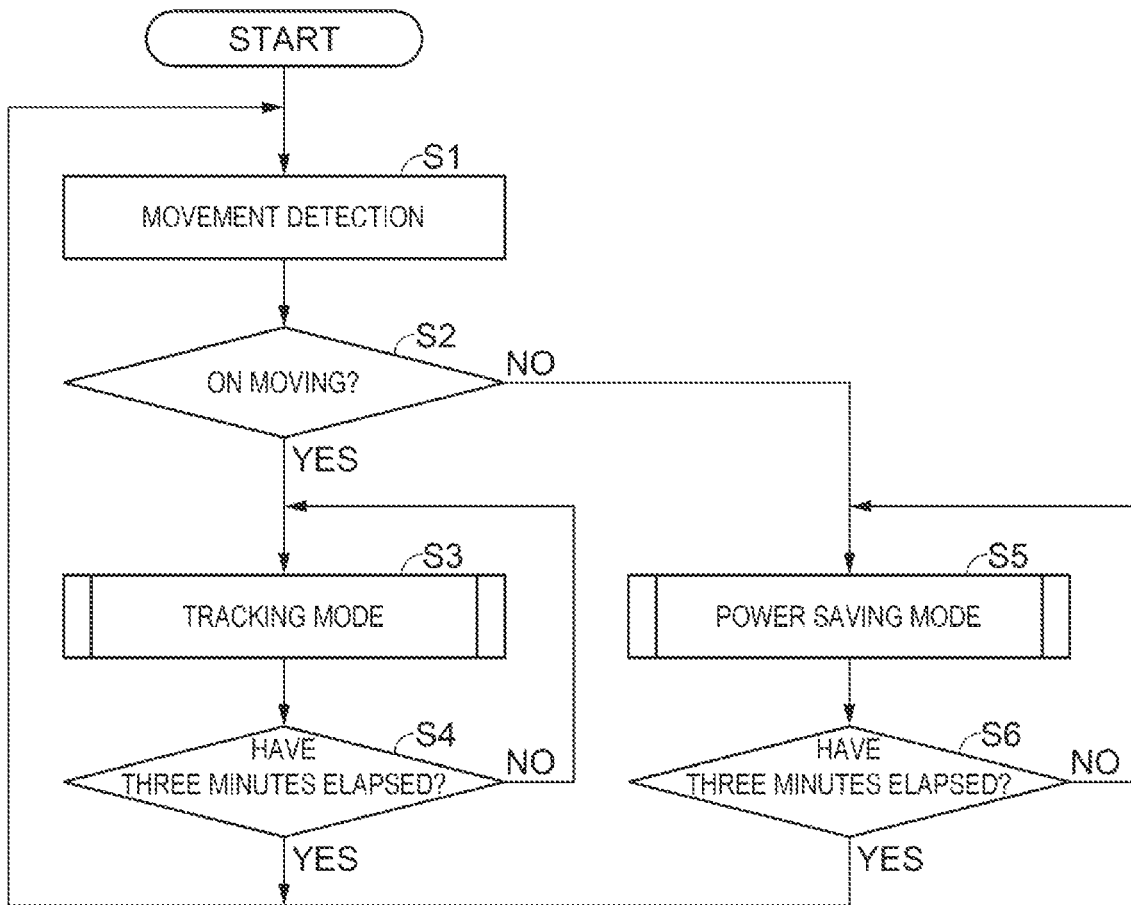 START
S1
MOVEMENT DETECTION
S2
ON MOVING?
NO
YES
S3
TRACKING MODE
S5
POWER SAVING MODE
S4
HAVE
THREE MINUTES ELAPSED?
NO
YES
S6
HAVE
THREE MINUTES ELAPSED?
NO
YES